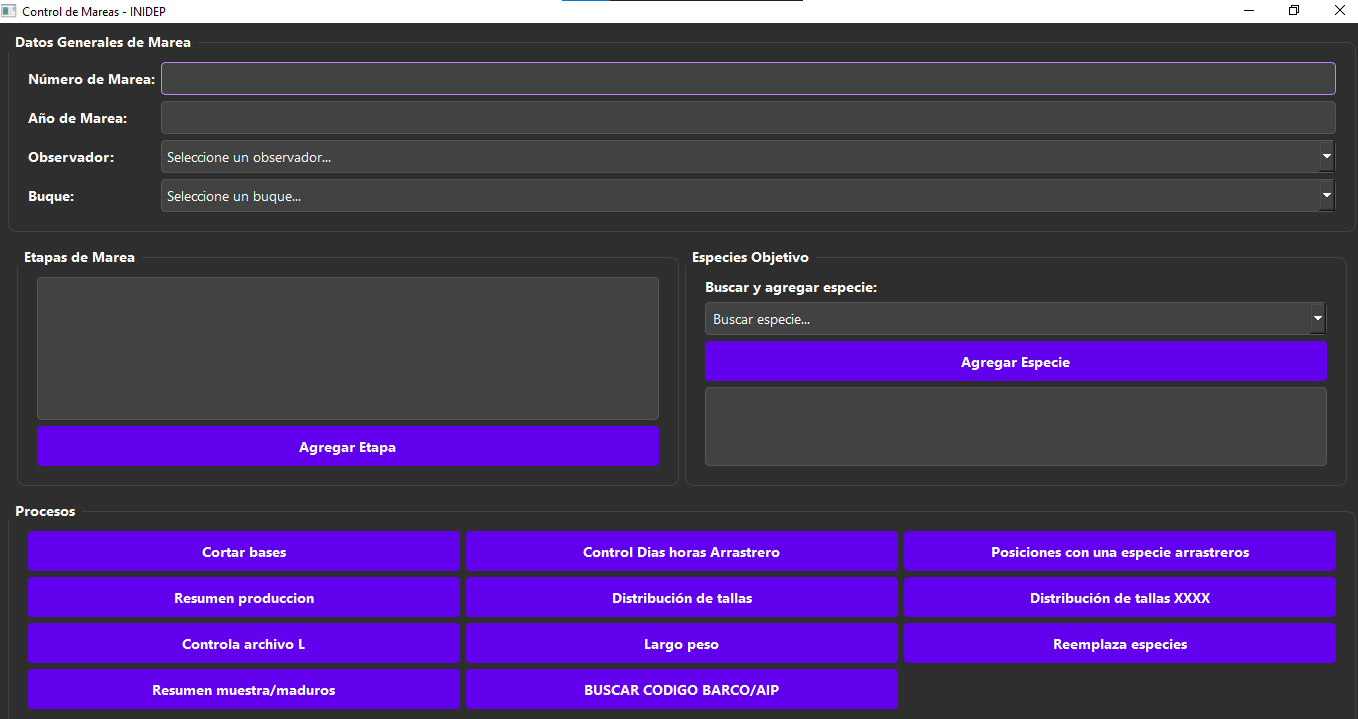 Control de Mareas - INIDEP
Datos Generales de Marea
Número de Marea:
Año de Marea:
Observador: Seleccione un observador...
Buque: Seleccione un buque...
Etapas de Marea
Agregar Etapa
Especies Objetivo
Buscar y agregar especie:
Buscar especie...
Agregar Especie
Procesos
Cortar bases Control Dias horas Arrastrero Posiciones con una especie arrastreros
Resumen produccion Distribución de tallas Distribución de tallas XXXX
Controla archivo L Largo peso Reemplaza especies
Resumen muestra/maduros BUSCAR CODIGO BARCO/AIP